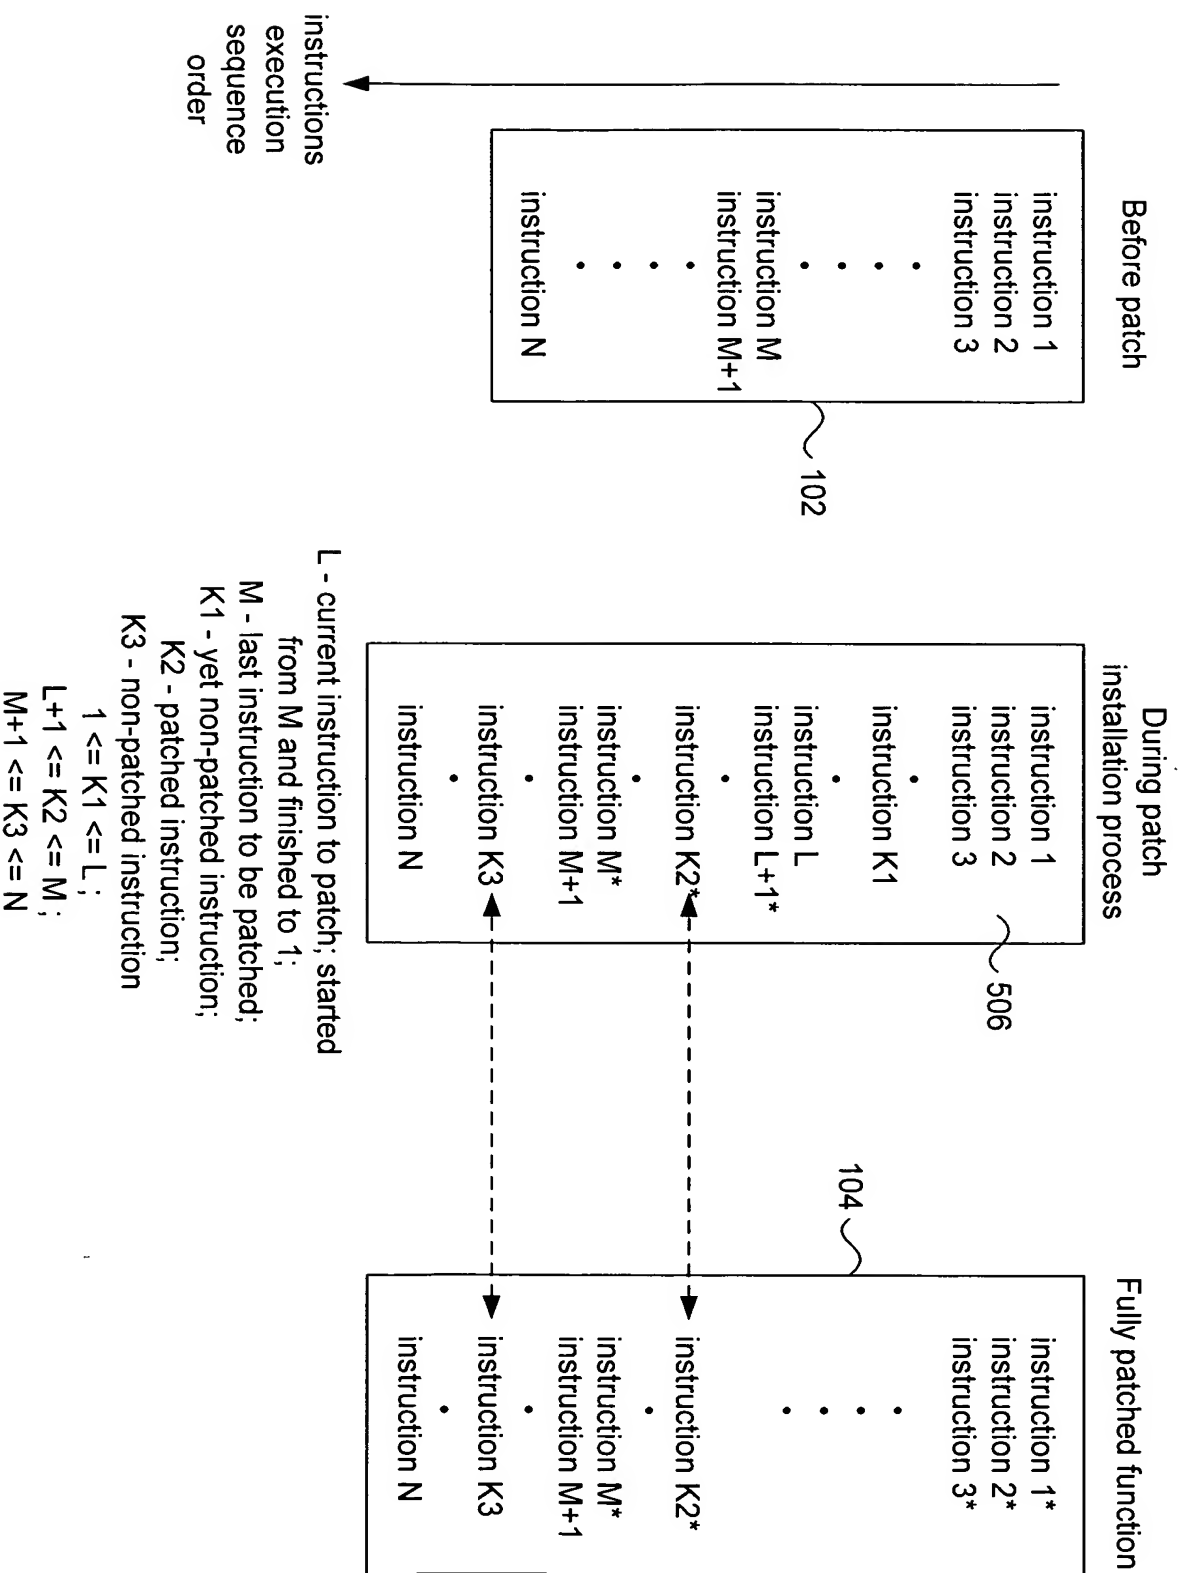 Before patch
instruction 1
instruction 2
instruction 3
instruction M
instruction M+1
instruction N
102
instructions
execution
sequence
order
During patch
installation process
instruction 1
instruction 2
instruction 3
instruction K1
instruction L
instruction L+1*
instruction K2*
instruction M*
instruction M+1
instruction K3
instruction N
506
L - current instruction to patch; started
from M and finished to 1;
M - last instruction to be patched;
K1 - yet non-patched instruction;
K2 - patched instruction;
K3 - non-patched instruction
1 <= K1 <= L;
L+1 <= K2 <= M;
M+1 <= K3 <= N
Fully patched function
104
instruction 1*
instruction 2*
instruction 3*
instruction K2*
instruction M*
instruction M+1
instruction K3
instruction N